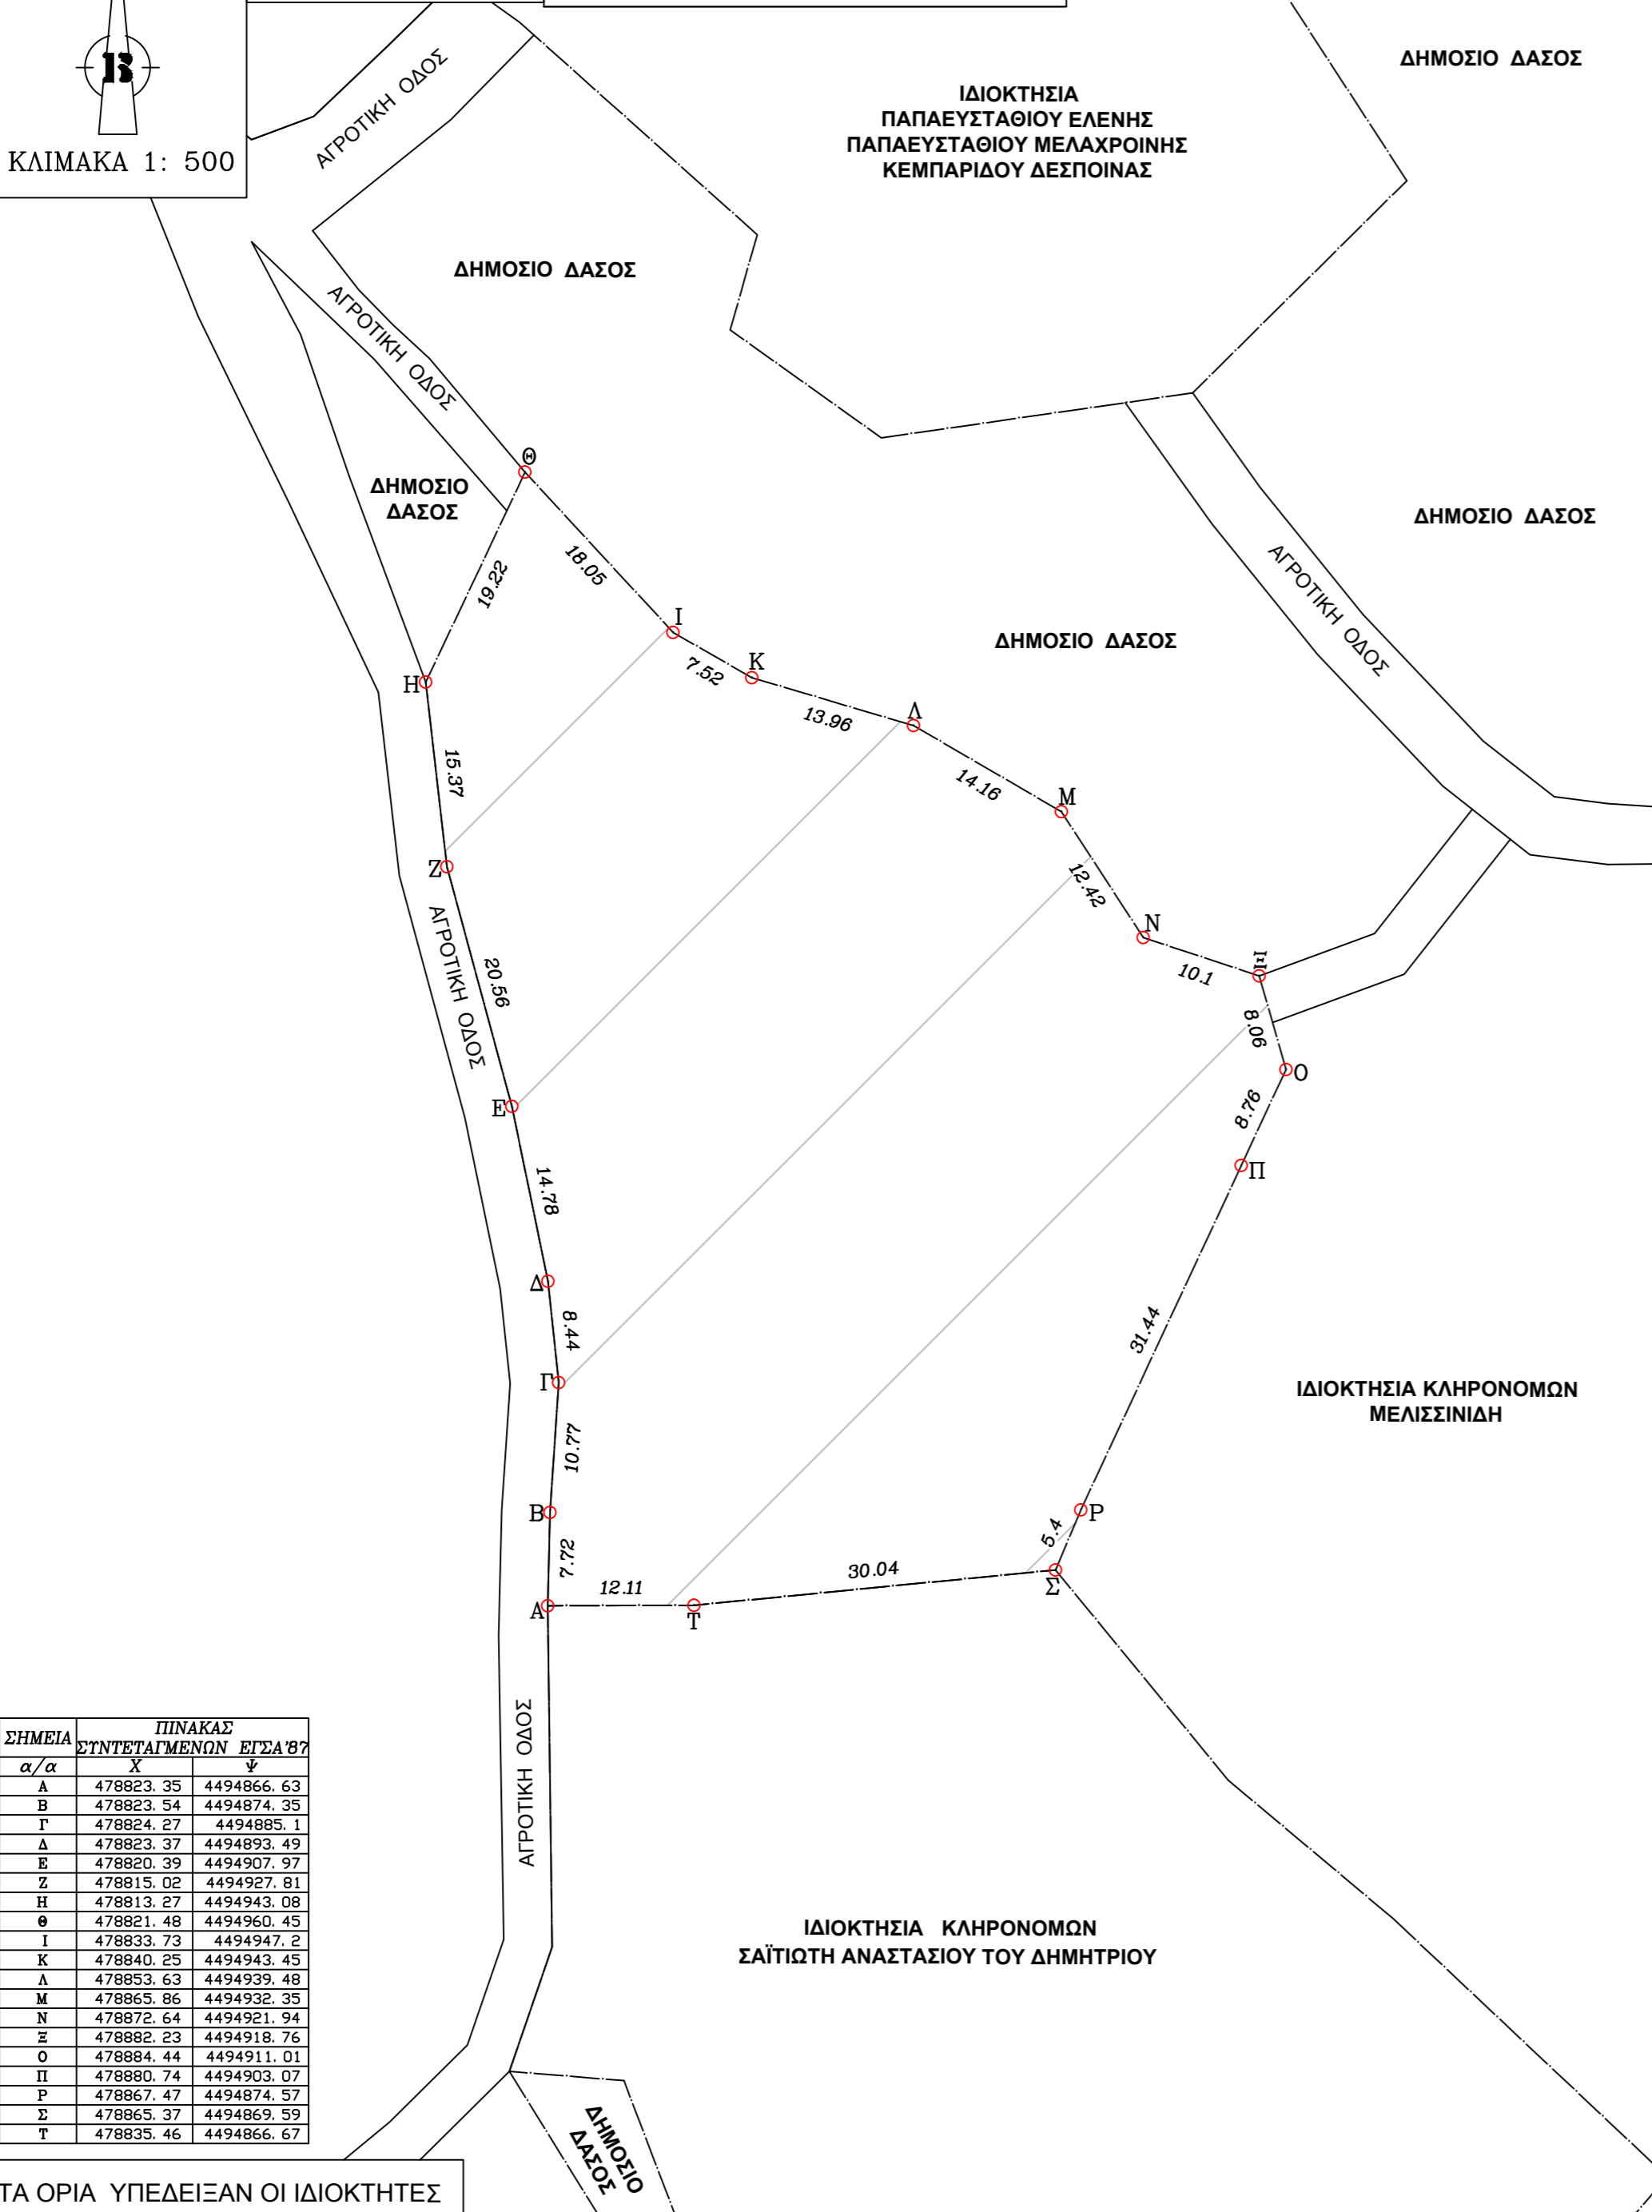 Β
ΚΛΙΜΑΚΑ 1: 500
ΑΓΡΟΤΙΚΗ ΟΔΟΣ
ΙΔΙΟΚΤΗΣΙΑ
ΠΑΠΑΕΥΣΤΑΘΙΟΥ ΕΛΕΝΗΣ
ΠΑΠΑΕΥΣΤΑΘΙΟΥ ΜΕΛΑΧΡΟΙΝΗΣ
ΚΕΜΠΑΡΙΔΟΥ ΔΕΣΠΟΙΝΑΣ
ΔΗΜΟΣΙΟ ΔΑΣΟΣ
ΔΗΜΟΣΙΟ ΔΑΣΟΣ
ΑΓΡΟΤΙΚΗ ΟΔΟΣ
Θ
ΔΗΜΟΣΙΟ
ΔΑΣΟΣ
ΔΗΜΟΣΙΟ ΔΑΣΟΣ
18.05
19.22
ΑΓΡΟΤΙΚΗ ΟΔΟΣ
Ι
ΔΗΜΟΣΙΟ ΔΑΣΟΣ
7.52
Κ
Η
13.96
Λ
15.37
14.16
Μ
Ζ
12.42
Ν
ΑΓΡΟΤΙΚΗ ΟΔΟΣ
20.56
10.1
Ξ
8.06
Ο
Ε
8.76
Π
14.78
Δ
8.44
31.44
Γ
ΙΔΙΟΚΤΗΣΙΑ ΚΛΗΡΟΝΟΜΩΝ
ΜΕΛΙΣΣΙΝΙΔΗ
10.77
Β
Ρ
5.4
7.72
30.04
12.11
Σ
Α
Τ
ΑΓΡΟΤΙΚΗ ΟΔΟΣ
ΣΗΜΕΙΑ ΠΙΝΑΚΑΣ
ΣΥΝΤΕΤΑΓΜΕΝΩΝ ΕΓΣΑ'87
α/α Χ Ψ
Α 478823.35 4494866.63
Β 478823.54 4494874.35
Γ 478824.27 4494885.1
Δ 478823.37 4494893.49
Ε 478820.39 4494907.97
Ζ 478815.02 4494927.81
Η 478813.27 4494943.08
Θ 478821.48 4494960.45
Ι 478833.73 4494947.2
Κ 478840.25 4494943.45
Λ 478853.63 4494939.48
Μ 478865.86 4494932.35
Ν 478872.64 4494921.94
Ξ 478882.23 4494918.76
Ο 478884.44 4494911.01
Π 478880.74 4494903.07
Ρ 478867.47 4494874.57
Σ 478865.37 4494869.59
Τ 478835.46 4494866.67
ΙΔΙΟΚΤΗΣΙΑ ΚΛΗΡΟΝΟΜΩΝ
ΣΑΪΤΙΩΤΗ ΑΝΑΣΤΑΣΙΟΥ ΤΟΥ ΔΗΜΗΤΡΙΟΥ
ΔΗΜΟΣΙΟ
ΔΑΣΟΣ
ΤΑ ΟΡΙΑ ΥΠΕΔΕΙΞΑΝ ΟΙ ΙΔΙΟΚΤΗΤΕΣ